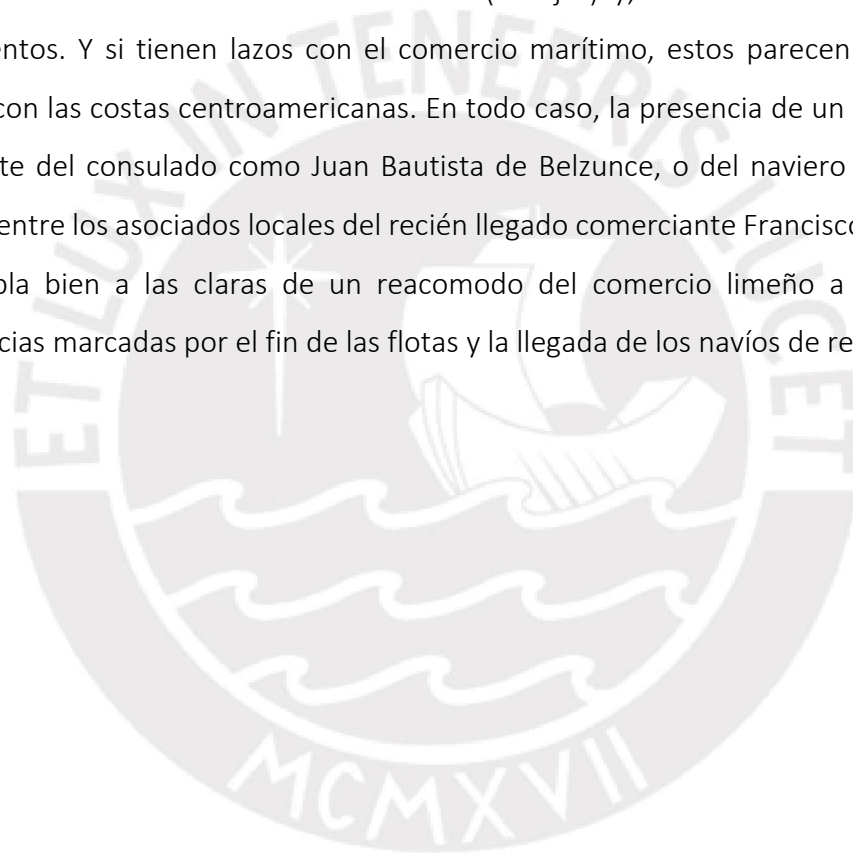 entos. Y si tienen lazos con el comercio marítimo, estos parecen
con las costas centroamericanas. En todo caso, la presencia de un
te del consulado como Juan Bautista de Belzunce, o del naviero
entre los asociados locales del recién llegado comerciante Francisco
bla bien a las claras de un reacomodo del comercio limeño a
cias marcadas por el fin de las flotas y la llegada de los navíos de re
ET LUX IN TENEBRIS LUCET
MCMXVII